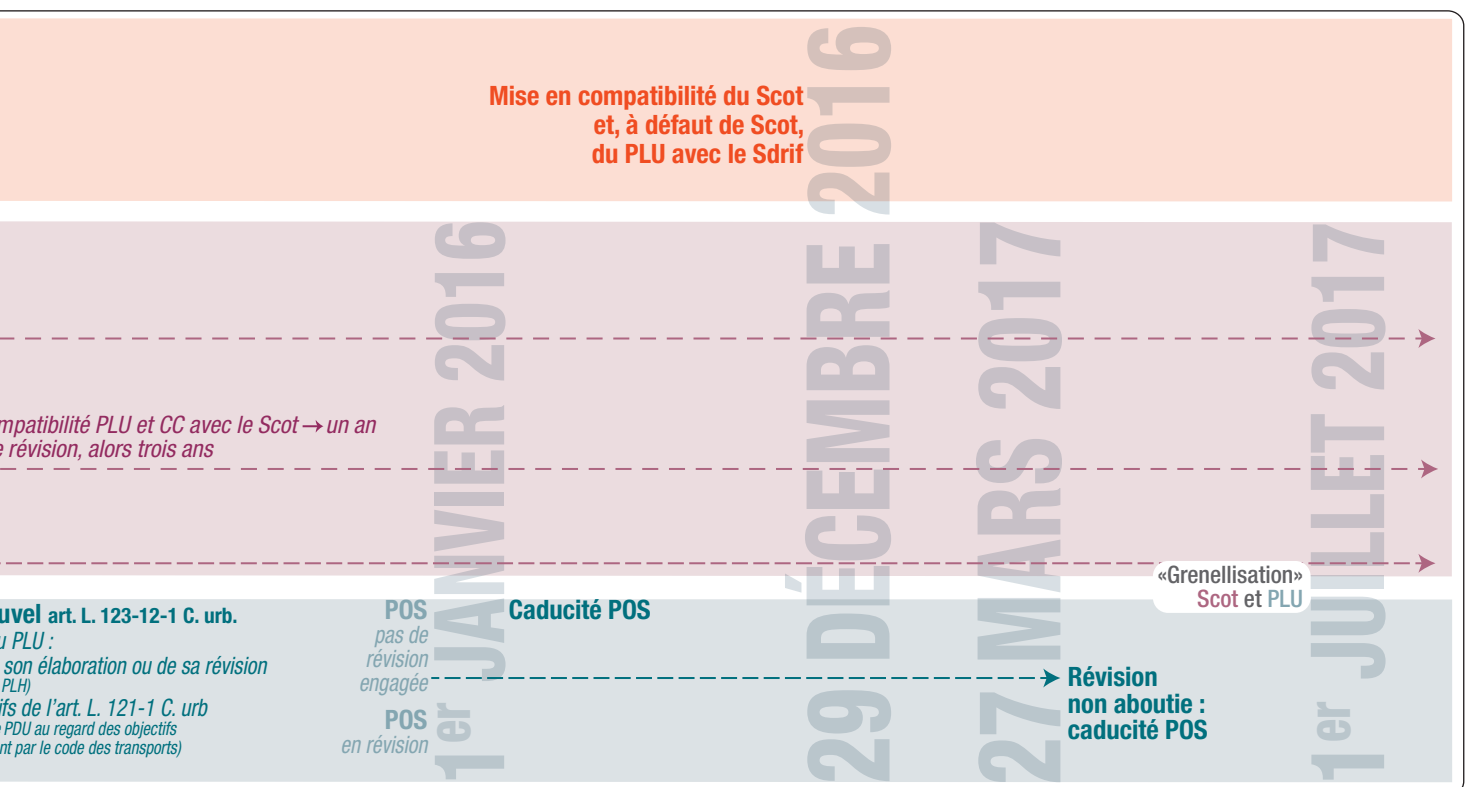 Mise en compatibilité du Scot
et, à défaut de Scot,
du PLU avec le Sdrif
1er JANVIER 2016
29 DÉCEMBRE 2016
27 MARS 2017
1er JUILLET 2017
mpatibilité PLU et CC avec le Scot → un an
e révision, alors trois ans
«Grenellisation»
Scot et PLU
uvel art. L. 123-12-1 C. urb.
u PLU :
son élaboration ou de sa révision
PLH)
ifs de l'art. L. 121-1 C. urb
e PDU au regard des objectifs
nt par le code des transports)
POS
pas de
révision
engagée
POS
en révision
Caducité POS
Révision
non aboutie :
caducité POS